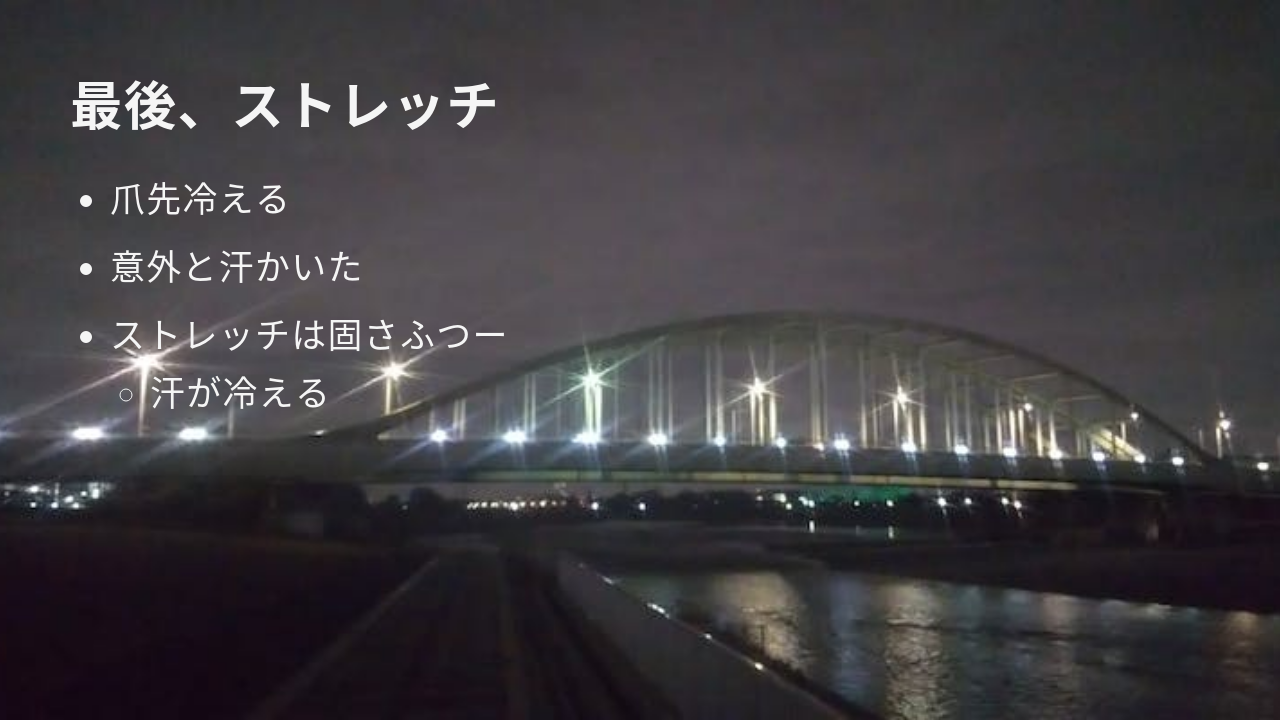 最後、ストレッチ
爪先冷える
意外と汗かいた
ストレッチは固さふつー
汗が冷える